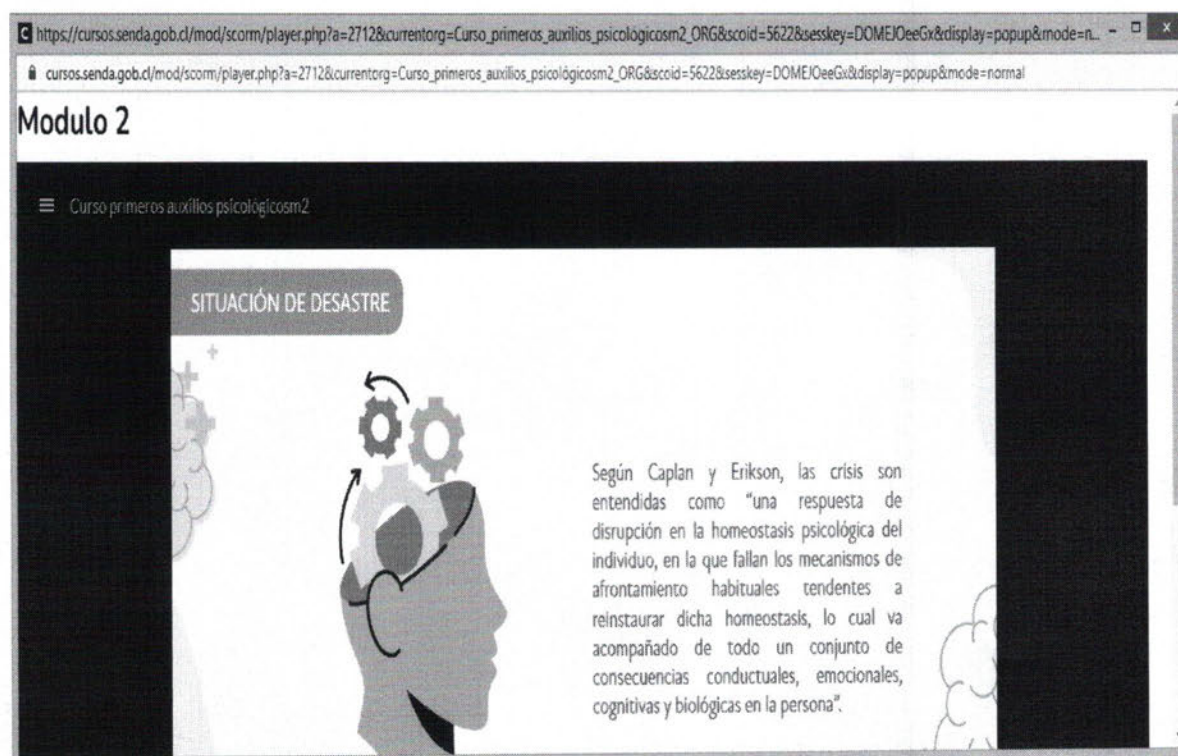 C https://cursos.senda.gob.cl/mod/scorm/player.php?a=2712&currentorg=Curso_primeros_auxilios_psicológicosm2_ORG&scoid=5622&sesskey=DOMEJOeeGx&display=popup&mode=n...
cursos.senda.gob.cl/mod/scorm/player.php?a=2712&currentorg=Curso_primeros_auxilios_psicológicosm2_ORG&scoid=5622&sesskey=DOMEJOeeGx&display=popup&mode=normal
Modulo 2
Curso primeros auxilios psicológicosm2
SITUACIÓN DE DESASTRE
Según Caplan y Erikson, las crisis son
entendidas como "una respuesta de
disrupción en la homeostasis psicológica del
individuo, en la que fallan los mecanismos de
afrontamiento habituales tendentes a
reinstaurar dicha homeostasis, lo cual va
acompañado de todo un conjunto de
consecuencias conductuales, emocionales,
cognitivas y biológicas en la persona".